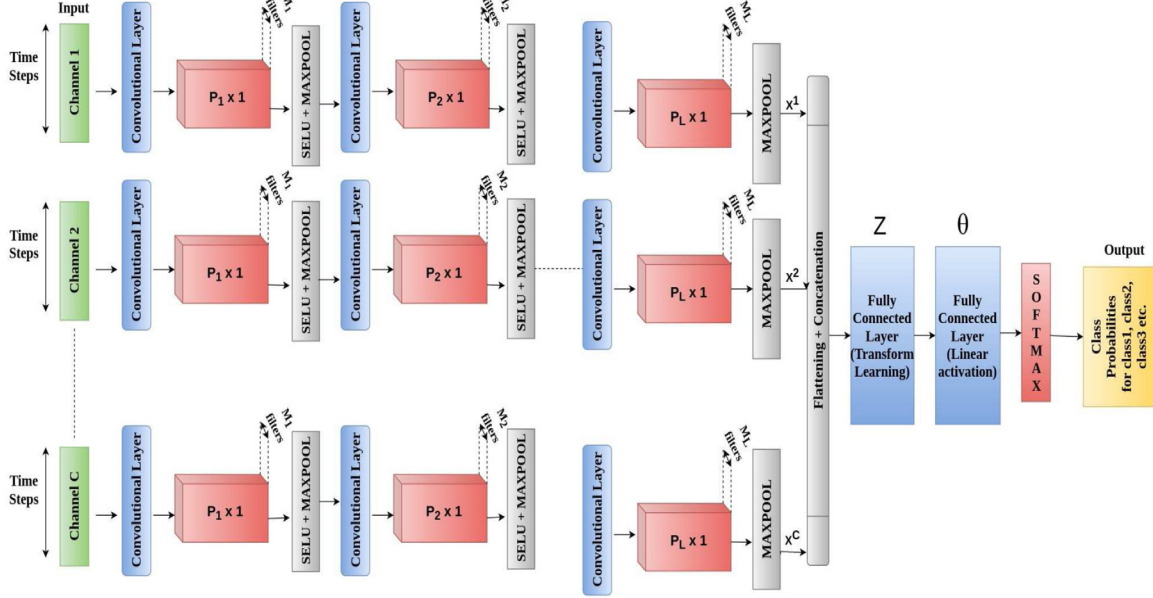 Input
Time
Steps
Channel 1
Convolutional Layer
P1 x 1
M1
filters
SELU + MAXPOOL
Convolutional Layer
P2 x 1
M2
filters
SELU + MAXPOOL
Convolutional Layer
PL x 1
ML
filters
MAXPOOL
X1
Time
Steps
Channel 2
Convolutional Layer
P1 x 1
M1
filters
SELU + MAXPOOL
Convolutional Layer
P2 x 1
M2
filters
SELU + MAXPOOL
Convolutional Layer
PL x 1
ML
filters
MAXPOOL
X2
Time
Steps
Channel C
Convolutional Layer
P1 x 1
M1
filters
SELU + MAXPOOL
Convolutional Layer
P2 x 1
M2
filters
SELU + MAXPOOL
Convolutional Layer
PL x 1
ML
filters
MAXPOOL
XC
Flattening + Concatenation
Z
Fully
Connected
Layer
(Transform
Learning)
θ
Fully
Connected
Layer
(Linear
activation)
SOFTMAX
Output
Class
Probabilities
for class1, class2,
class3 etc.